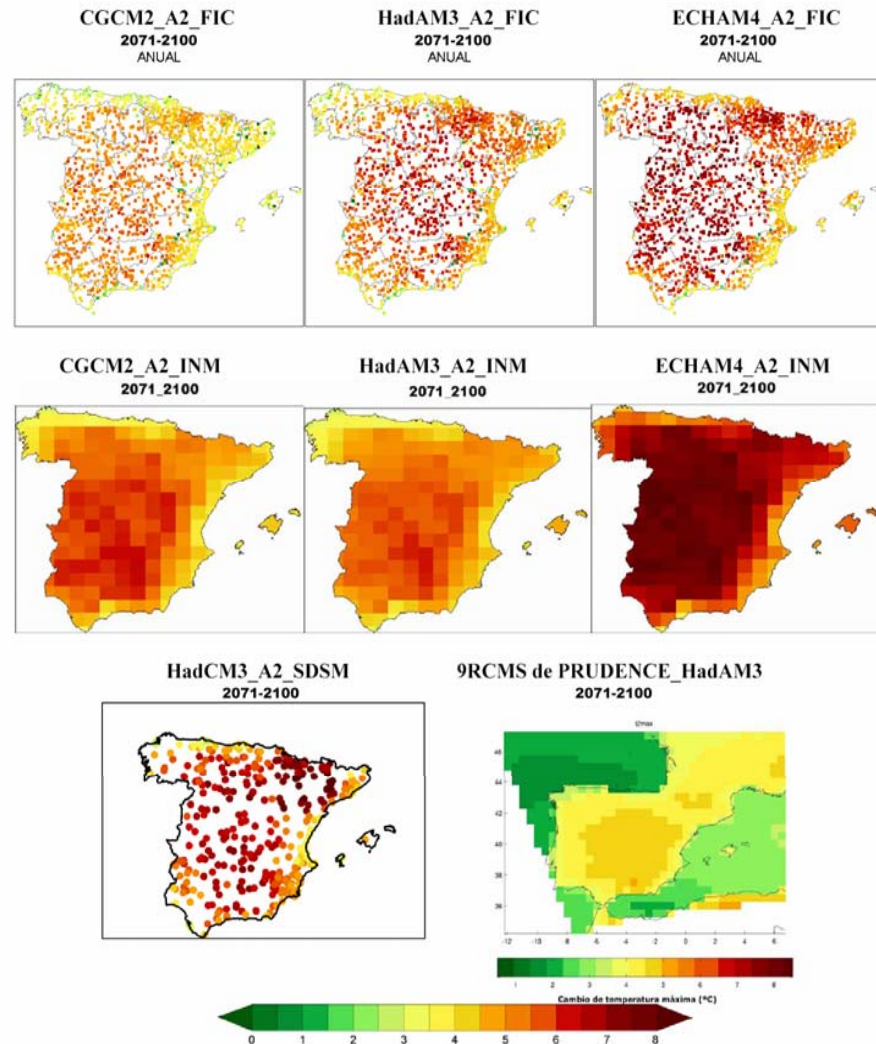 CGCM2_A2_FIC
2071-2100
ANUAL
HadAM3_A2_FIC
2071-2100
ANUAL
ECHAM4_A2_FIC
2071-2100
ANUAL
CGCM2_A2_INM
2071_2100
HadAM3_A2_INM
2071_2100
ECHAM4_A2_INM
2071_2100
HadCM3_A2_SDSM
2071-2100
9RCMS de PRUDENCE_HadAM3
2071-2100
46
44
42
40
38
36
-12 -10 -8 -6 -4 -2 0 2 4 6
1 2 3 4 5 6 7 8
Cambio de temperatura máxima (ºC)
0 1 2 3 4 5 6 7 8